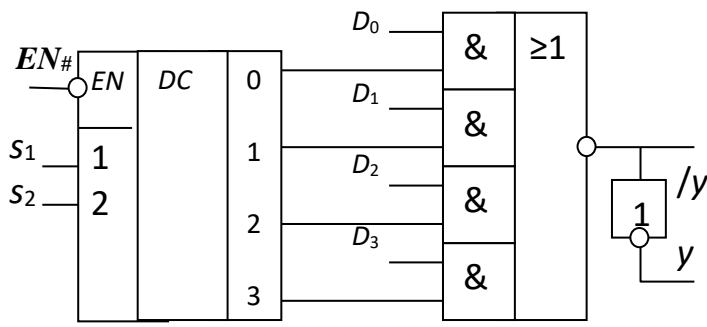 D₀
& ≥1
EN# EN DC 0
D₁
&
s₁ 1 1
/y
D₂
s₂ 2
& 1
2
D₃
y
&
3